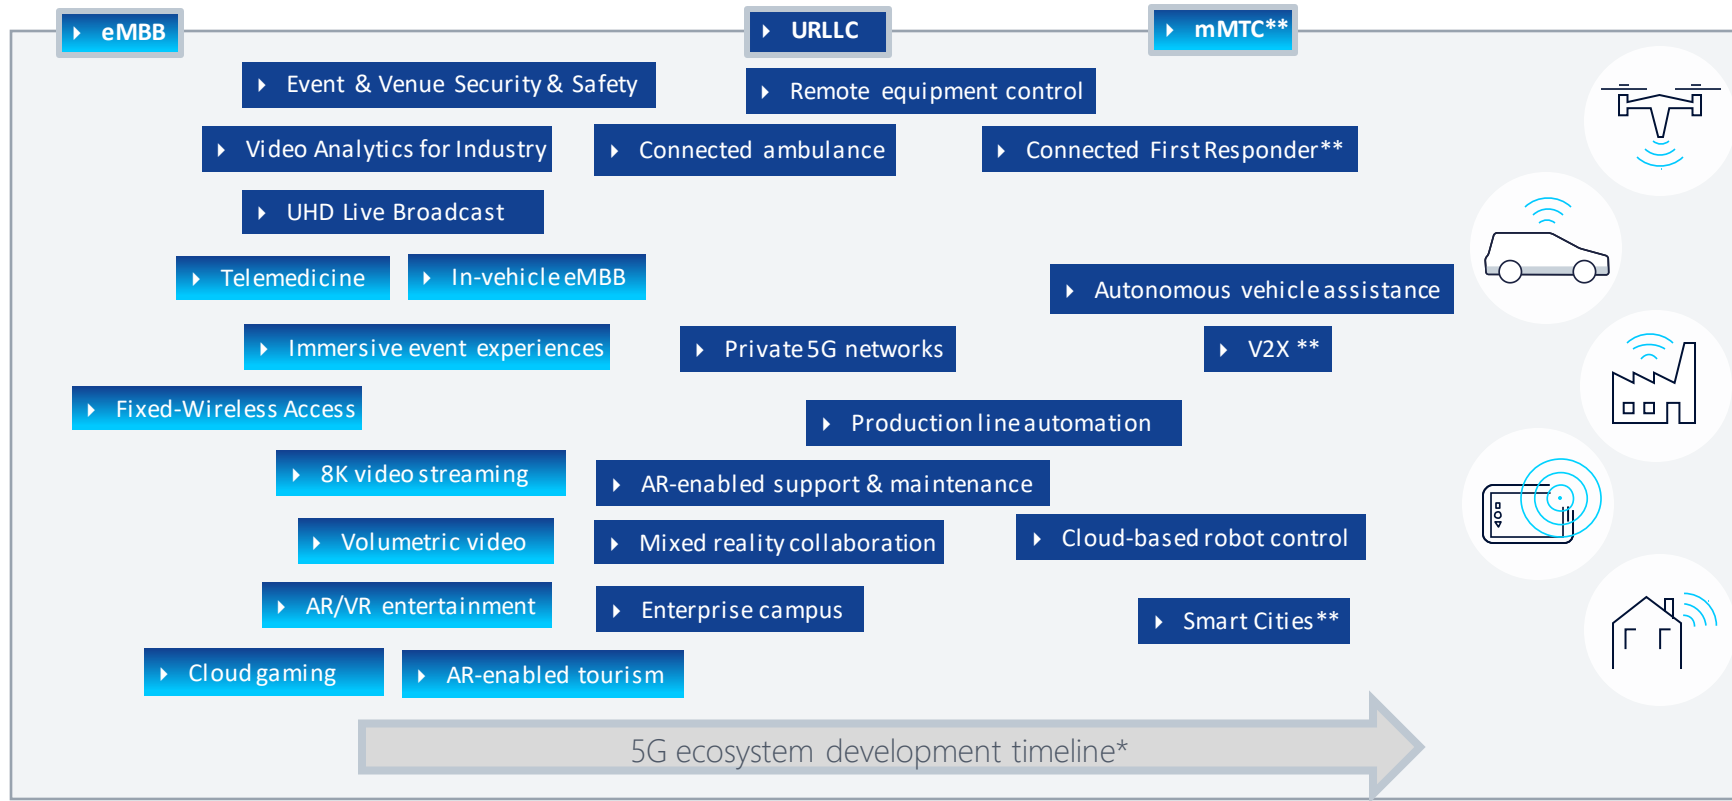 eMBB
URLLC
mMTC**
Event & Venue Security & Safety
Remote equipment control
Video Analytics for Industry
Connected ambulance
Connected First Responder**
UHD Live Broadcast
Telemedicine
In-vehicle eMBB
Autonomous vehicle assistance
Immersive event experiences
Private 5G networks
V2X **
Fixed-Wireless Access
Production line automation
8K video streaming
AR-enabled support & maintenance
Volumetric video
Mixed reality collaboration
Cloud-based robot control
AR/VR entertainment
Enterprise campus
Smart Cities**
Cloud gaming
AR-enabled tourism
5G ecosystem development timeline*